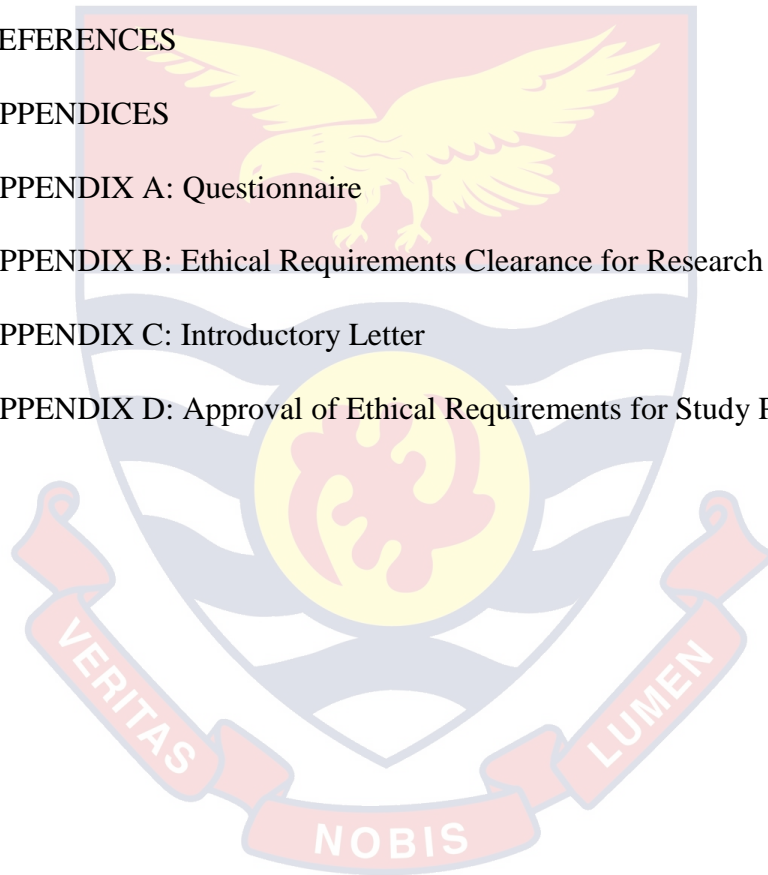 EFERENCES
PPENDICES
PPENDIX A: Questionnaire
PPENDIX B: Ethical Requirements Clearance for Research
PPENDIX C: Introductory Letter
PPENDIX D: Approval of Ethical Requirements for Study P
VERITAS
NOBIS
LUMEN